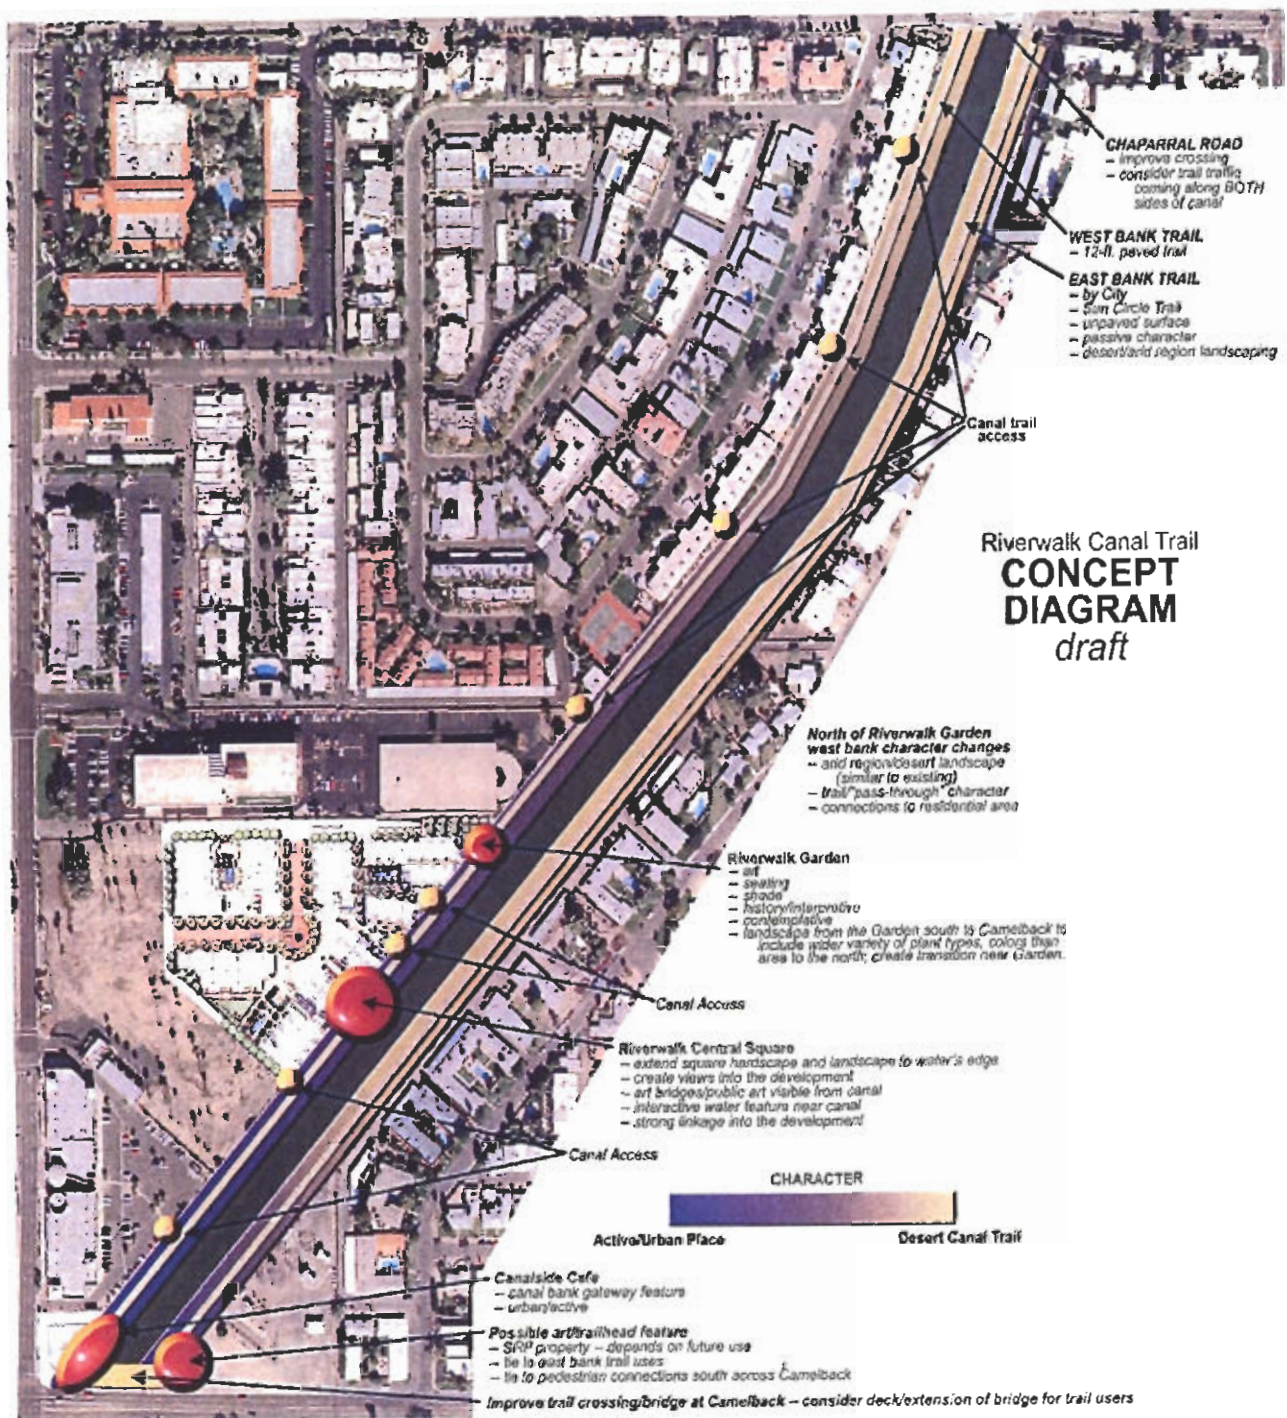 CHAPARRAL ROAD
– improve crossing
– consider trail traffic
coming along BOTH
sides of canal
WEST BANK TRAIL
– 12-ft. paved trail
EAST BANK TRAIL
– by City
– Sun Circle Trail
– unpaved surface
– passive character
– desert/arid region landscaping
Canal trail
access
Riverwalk Canal Trail
CONCEPT
DIAGRAM
draft
North of Riverwalk Garden
west bank character changes
– arid region/desert landscape
(similar to existing)
– trail/"pass-through" character
– connections to residential area
Riverwalk Garden
– art
– seating
– shade
– history/interpretive
– contemplative
– landscape from the Garden south to Camelback to
include wider variety of plant types, colors than
area to the north; create transition near Garden.
Canal Access
Riverwalk Central Square
– extend square hardscape and landscape to water's edge
– create views into the development
– art bridges/public art visible from canal
– interactive water feature near canal
– strong linkage into the development
Canal Access
CHARACTER
Active/Urban Place
Desert Canal Trail
Canalside Cafe
– canal bank gateway feature
– urban/active
Possible art/trailhead feature
– SRP property – depends on future use
– tie to east bank trail uses
– tie to pedestrian connections south across Camelback
Improve trail crossing/bridge at Camelback – consider deck/extension of bridge for trail users